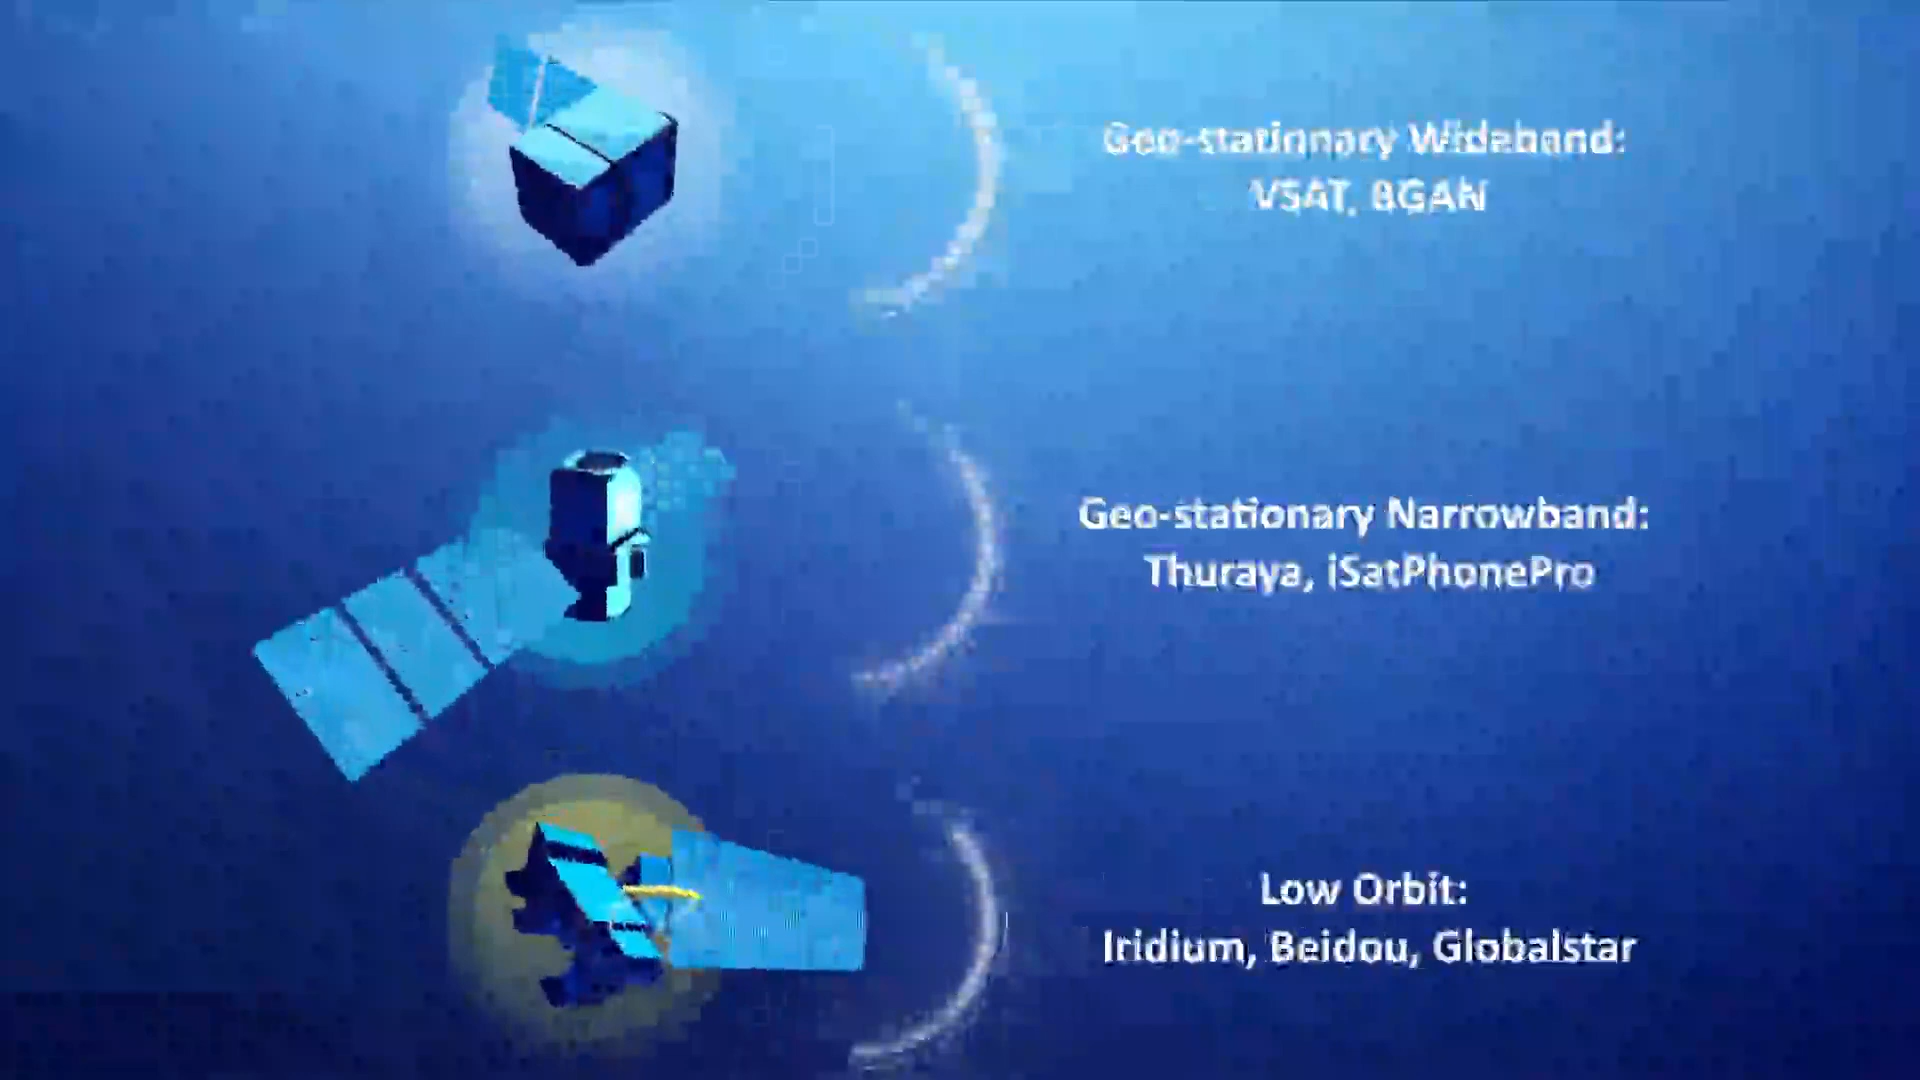 Geo-stationary Wideband:
VSAT, BGAN
Geo-stationary Narrowband:
Thuraya, iSatPhonePro
Low Orbit:
Iridium, Beidou, Globalstar